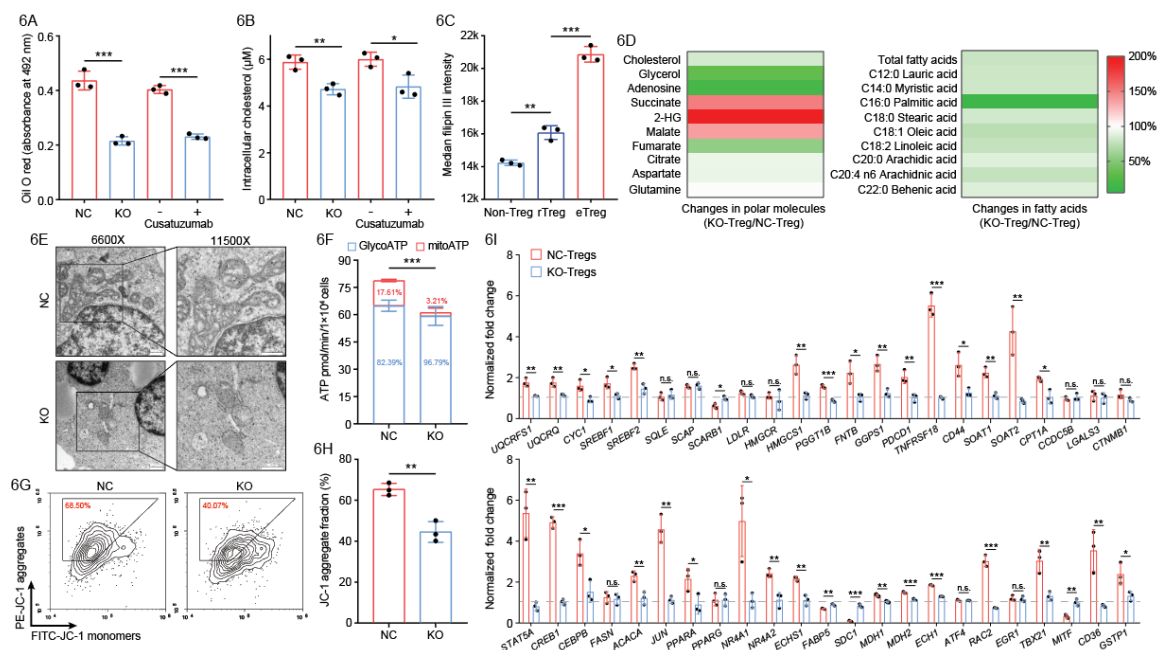 6A
Oil O red (absorbance at 492 nm)
0.6
0.4
0.2
0.0
***
***
NC KO - +
Cusatuzumab
6B
Intracellular cholesterol (µM)
6
4
2
0
**
*
NC KO - +
Cusatuzumab
6C
Median filipin III intensity
22k
20k
18k
16k
14k
12k
**
***
Non-Treg rTreg eTreg
6D
Cholesterol
Glycerol
Adenosine
Succinate
2-HG
Malate
Fumarate
Citrate
Aspartate
Glutamine
Changes in polar molecules
(KO-Treg/NC-Treg)
Total fatty acids
C12:0 Lauric acid
C14:0 Myristic acid
C16:0 Palmitic acid
C18:0 Stearic acid
C18:1 Oleic acid
C18:2 Linoleic acid
C20:0 Arachidic acid
C20:4 n6 Arachidnic acid
C22:0 Behenic acid
Changes in fatty acids
(KO-Treg/NC-Treg)
200%
150%
100%
50%
6E
6600X 11500X
NC
KO
6F
GlycoATP mitoATP
ATP pmol/min/1×10⁴ cells
90
75
60
45
30
15
0
***
17.61% 3.21%
82.39% 96.79%
NC KO
6G
NC KO
68.50% 40.07%
PE-JC-1 aggregates
FITC-JC-1 monomers
6H
JC-1 aggregate fraction (%)
80
60
40
20
0
**
NC KO
6I
NC-Tregs
KO-Tregs
Normalized fold change
8
6
4
2
0
** ** * * ** n.s. n.s. * n.s. n.s. * *** * ** ** *** * ** ** * n.s. n.s. n.s.
UQCRFS1 UQCRQ CYC1 SREBF1 SREBF2 SQLE SCAP SCARB1 LDLR HMGCR HMGCS1 PGGT1B FNTB GGPS1 PDCD1 TNFRSF18 CD44 SOAT1 SOAT2 CPT1A CCDC5B LGALS3 CTNMB1
Normalized fold change
8
6
4
2
0
** *** * n.s. ** ** * n.s. * ** ** ** *** ** *** *** n.s. *** n.s. ** ** ** *
STAT5A CREB1 CEBPB FASN ACACA JUN PPARA PPARG NR4A1 NR4A2 ECHS1 FABP5 SDC1 MDH1 MDH2 ECH1 ATF4 RAC2 EGR1 TBX21 MITF CD36 GSTP1